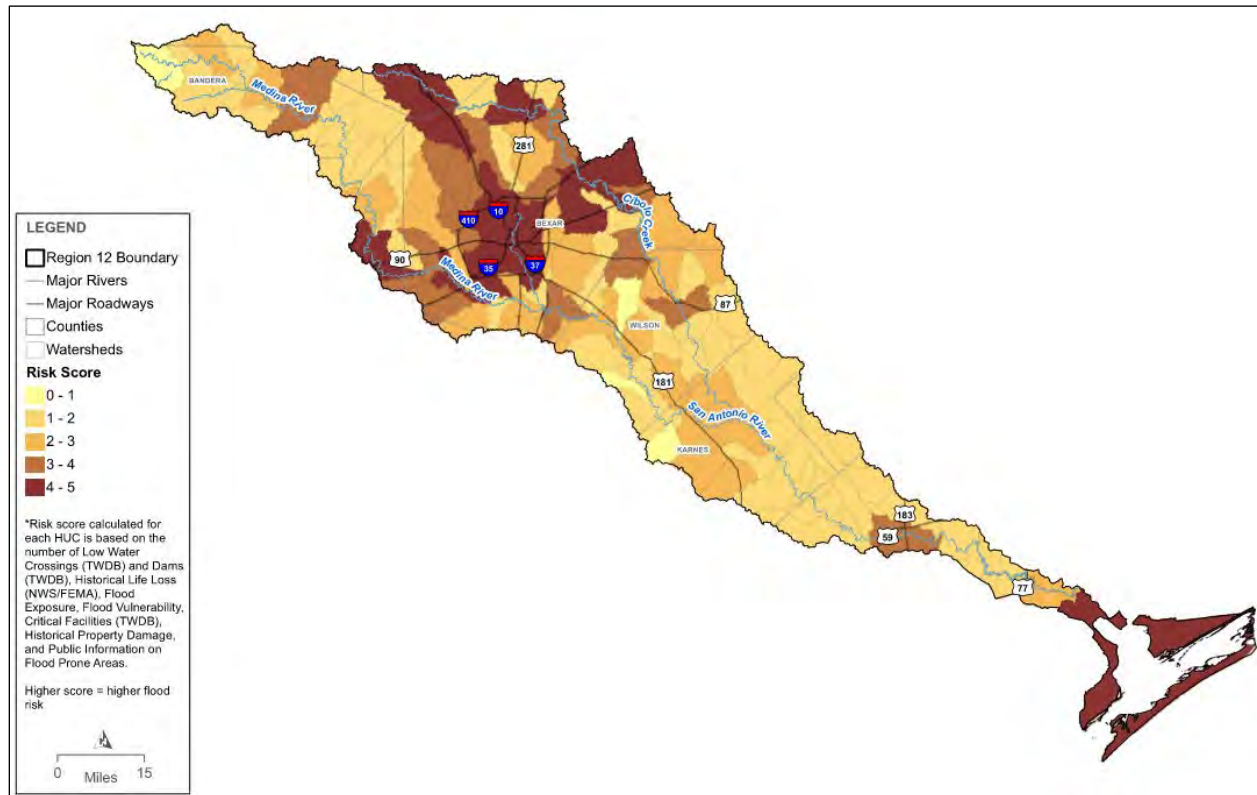 BANDERA
Medina River
281
Cibolo Creek
10
410
BEXAR
90
35
37
Medina River
87
WILSON
181
San Antonio River
KARNES
183
59
77
LEGEND
Region 12 Boundary
Major Rivers
Major Roadways
Counties
Watersheds
Risk Score
0 - 1
1 - 2
2 - 3
3 - 4
4 - 5
*Risk score calculated for
each HUC is based on the
number of Low Water
Crossings (TWDB) and Dams
(TWDB), Historical Life Loss
(NWS/FEMA), Flood
Exposure, Flood Vulnerability,
Critical Facilities (TWDB),
Historical Property Damage,
and Public Information on
Flood Prone Areas.
Higher score = higher flood
risk
0 15
Miles